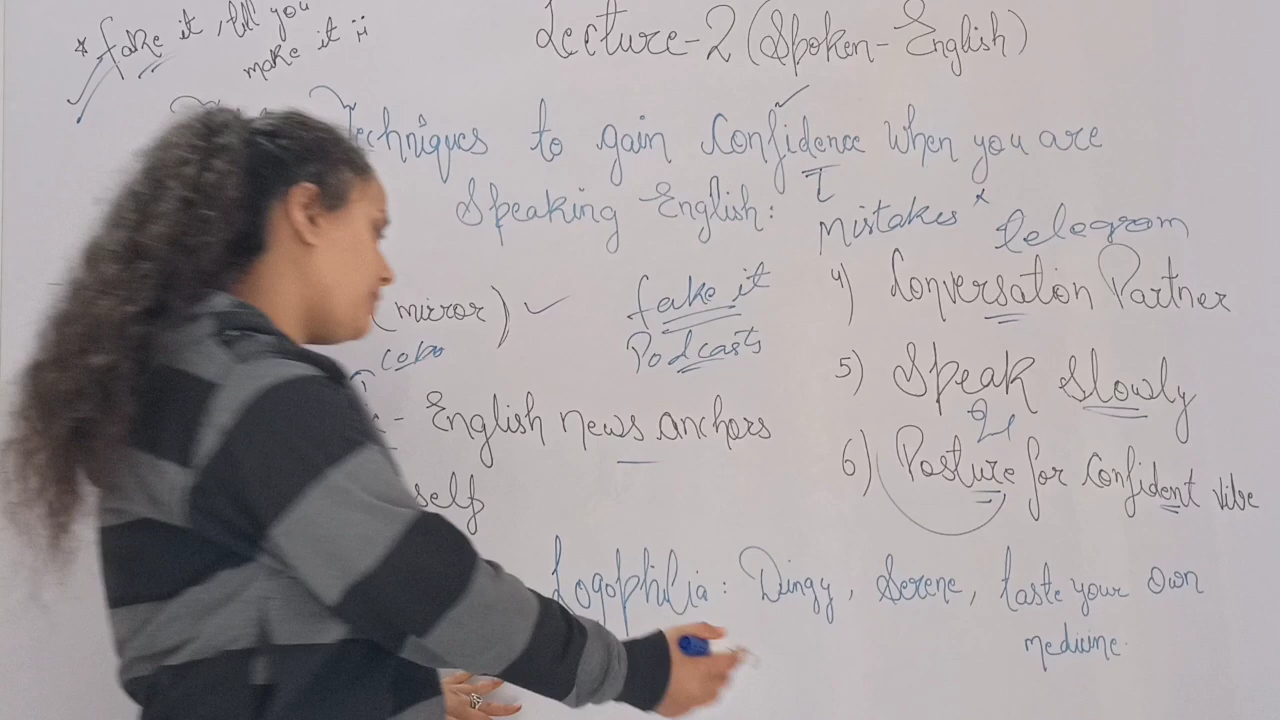 * fake it, till you
make it
Lecture-2 (Spoken-English)
Techniques to gain Confidence when you are
Speaking English:
mistakes x telegram
(mirror) ✓
fake it
Podcasts
4) Conversation Partner
- English news anchors
5) Speak Slowly
self
6) Posture for Confident vibe
Logophilia: Dingy, Serene, taste your own
medicine.